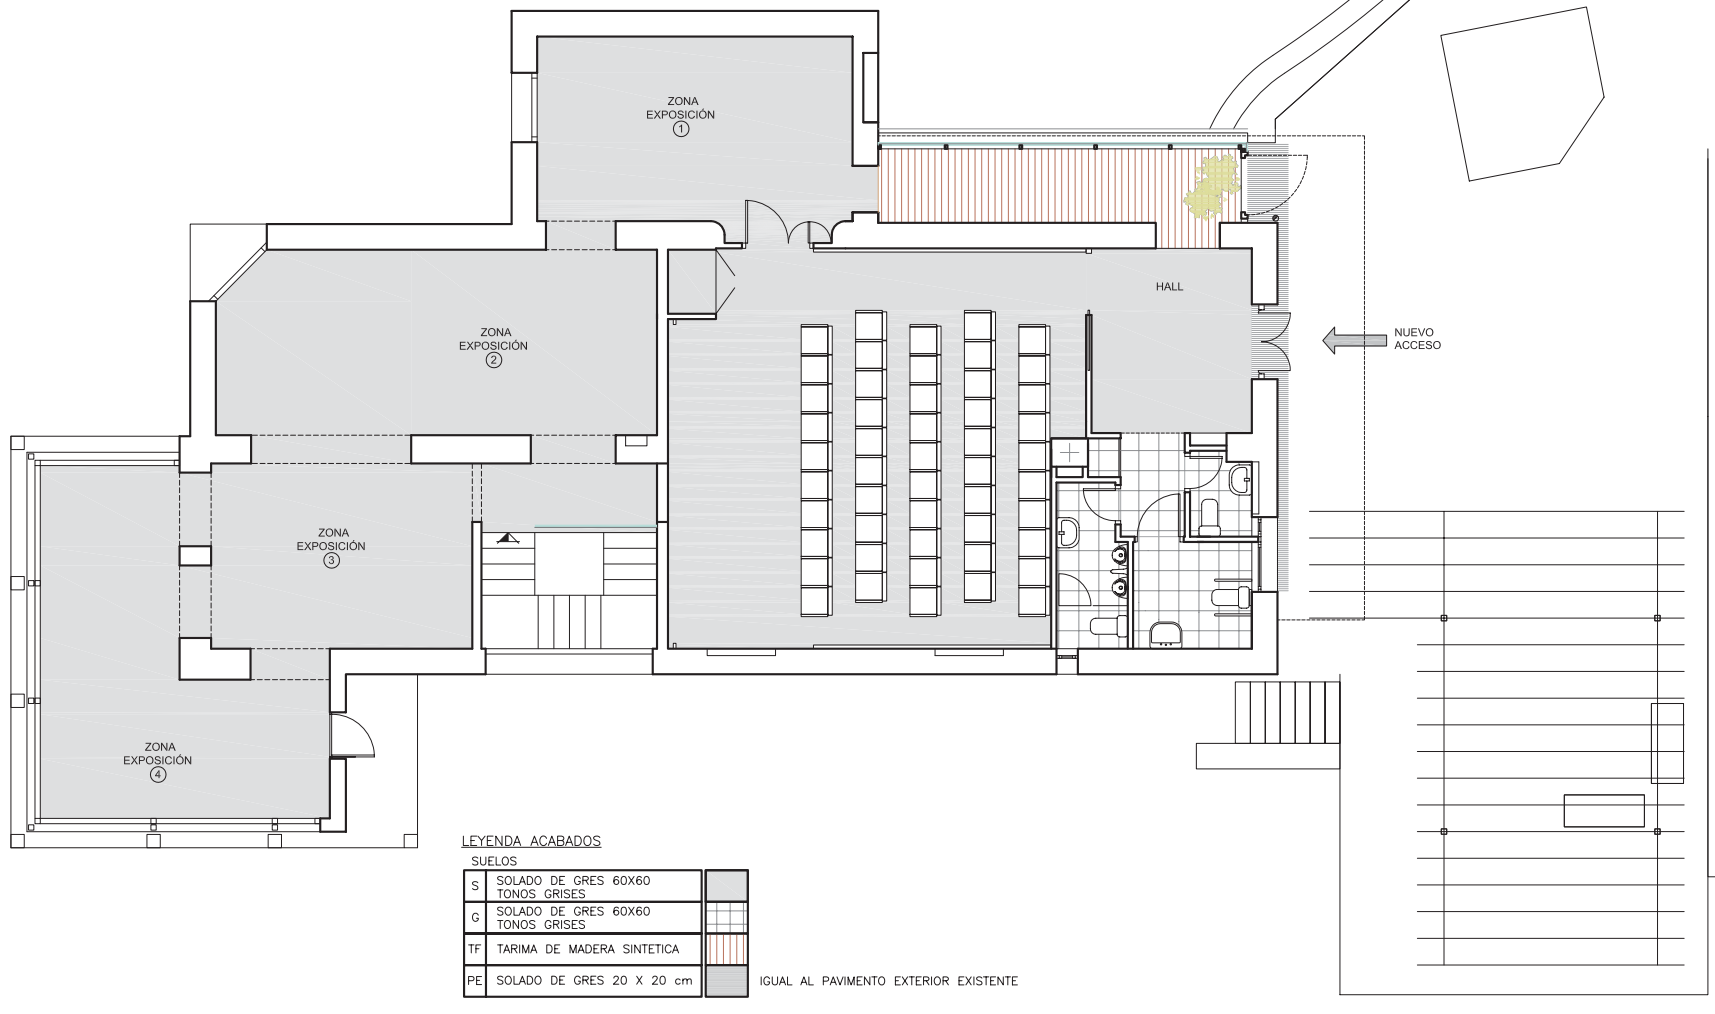 ZONA
EXPOSICIÓN
1
HALL
ZONA
EXPOSICIÓN
2
NUEVO
ACCESO
ZONA
EXPOSICIÓN
3
ZONA
EXPOSICIÓN
4
LEYENDA ACABADOS
SUELOS
S SOLADO DE GRES 60X60
TONOS GRISES
G SOLADO DE GRES 60X60
TONOS GRISES
TF TARIMA DE MADERA SINTETICA
PE SOLADO DE GRES 20 X 20 cm IGUAL AL PAVIMENTO EXTERIOR EXISTENTE